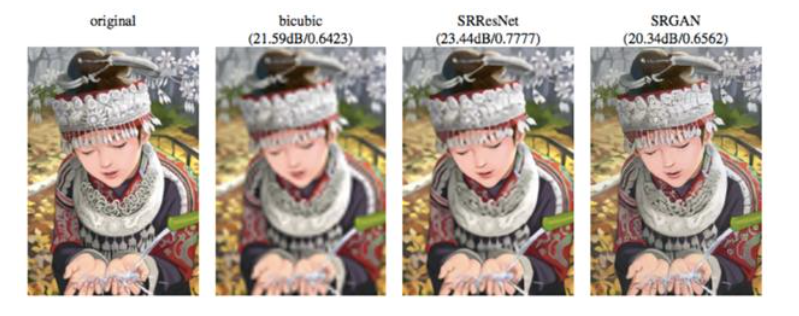 original
bicubic
(21.59dB/0.6423)
SRResNet
(23.44dB/0.7777)
SRGAN
(20.34dB/0.6562)